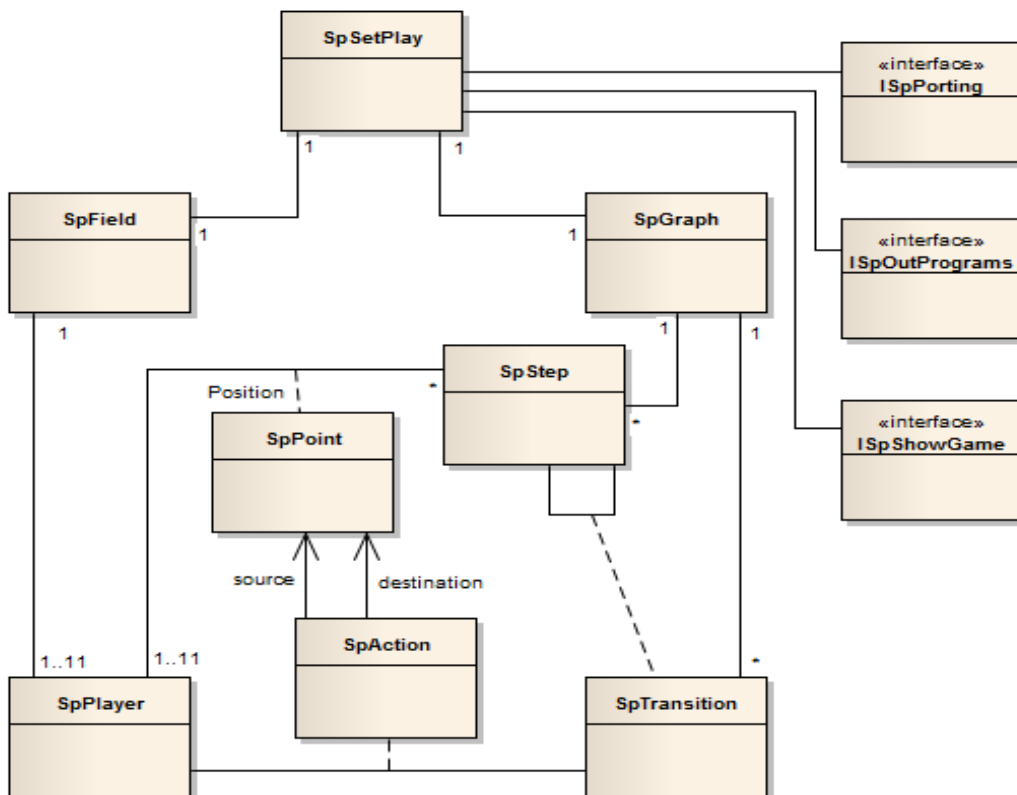 SpSetPlay
«interface»
ISpPorting
1
1
SpField
SpGraph
1
1
«interface»
ISpOutPrograms
1
1
1
SpStep
Position
*
SpPoint
*
«interface»
ISpShowGame
source
destination
SpAction
1..11
1..11
*
SpPlayer
SpTransition